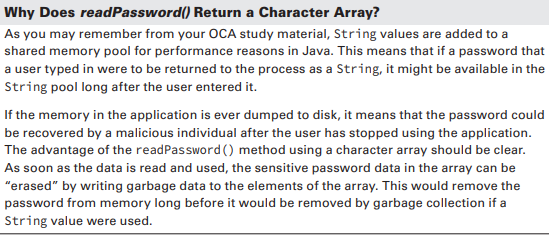 Why Does readPassword() Return a Character Array?
As you may remember from your OCA study material, String values are added to a
shared memory pool for performance reasons in Java. This means that if a password that
a user typed in were to be returned to the process as a String, it might be available in the
String pool long after the user entered it.
If the memory in the application is ever dumped to disk, it means that the password could
be recovered by a malicious individual after the user has stopped using the application.
The advantage of the readPassword() method using a character array should be clear.
As soon as the data is read and used, the sensitive password data in the array can be
“erased” by writing garbage data to the elements of the array. This would remove the
password from memory long before it would be removed by garbage collection if a
String value were used.